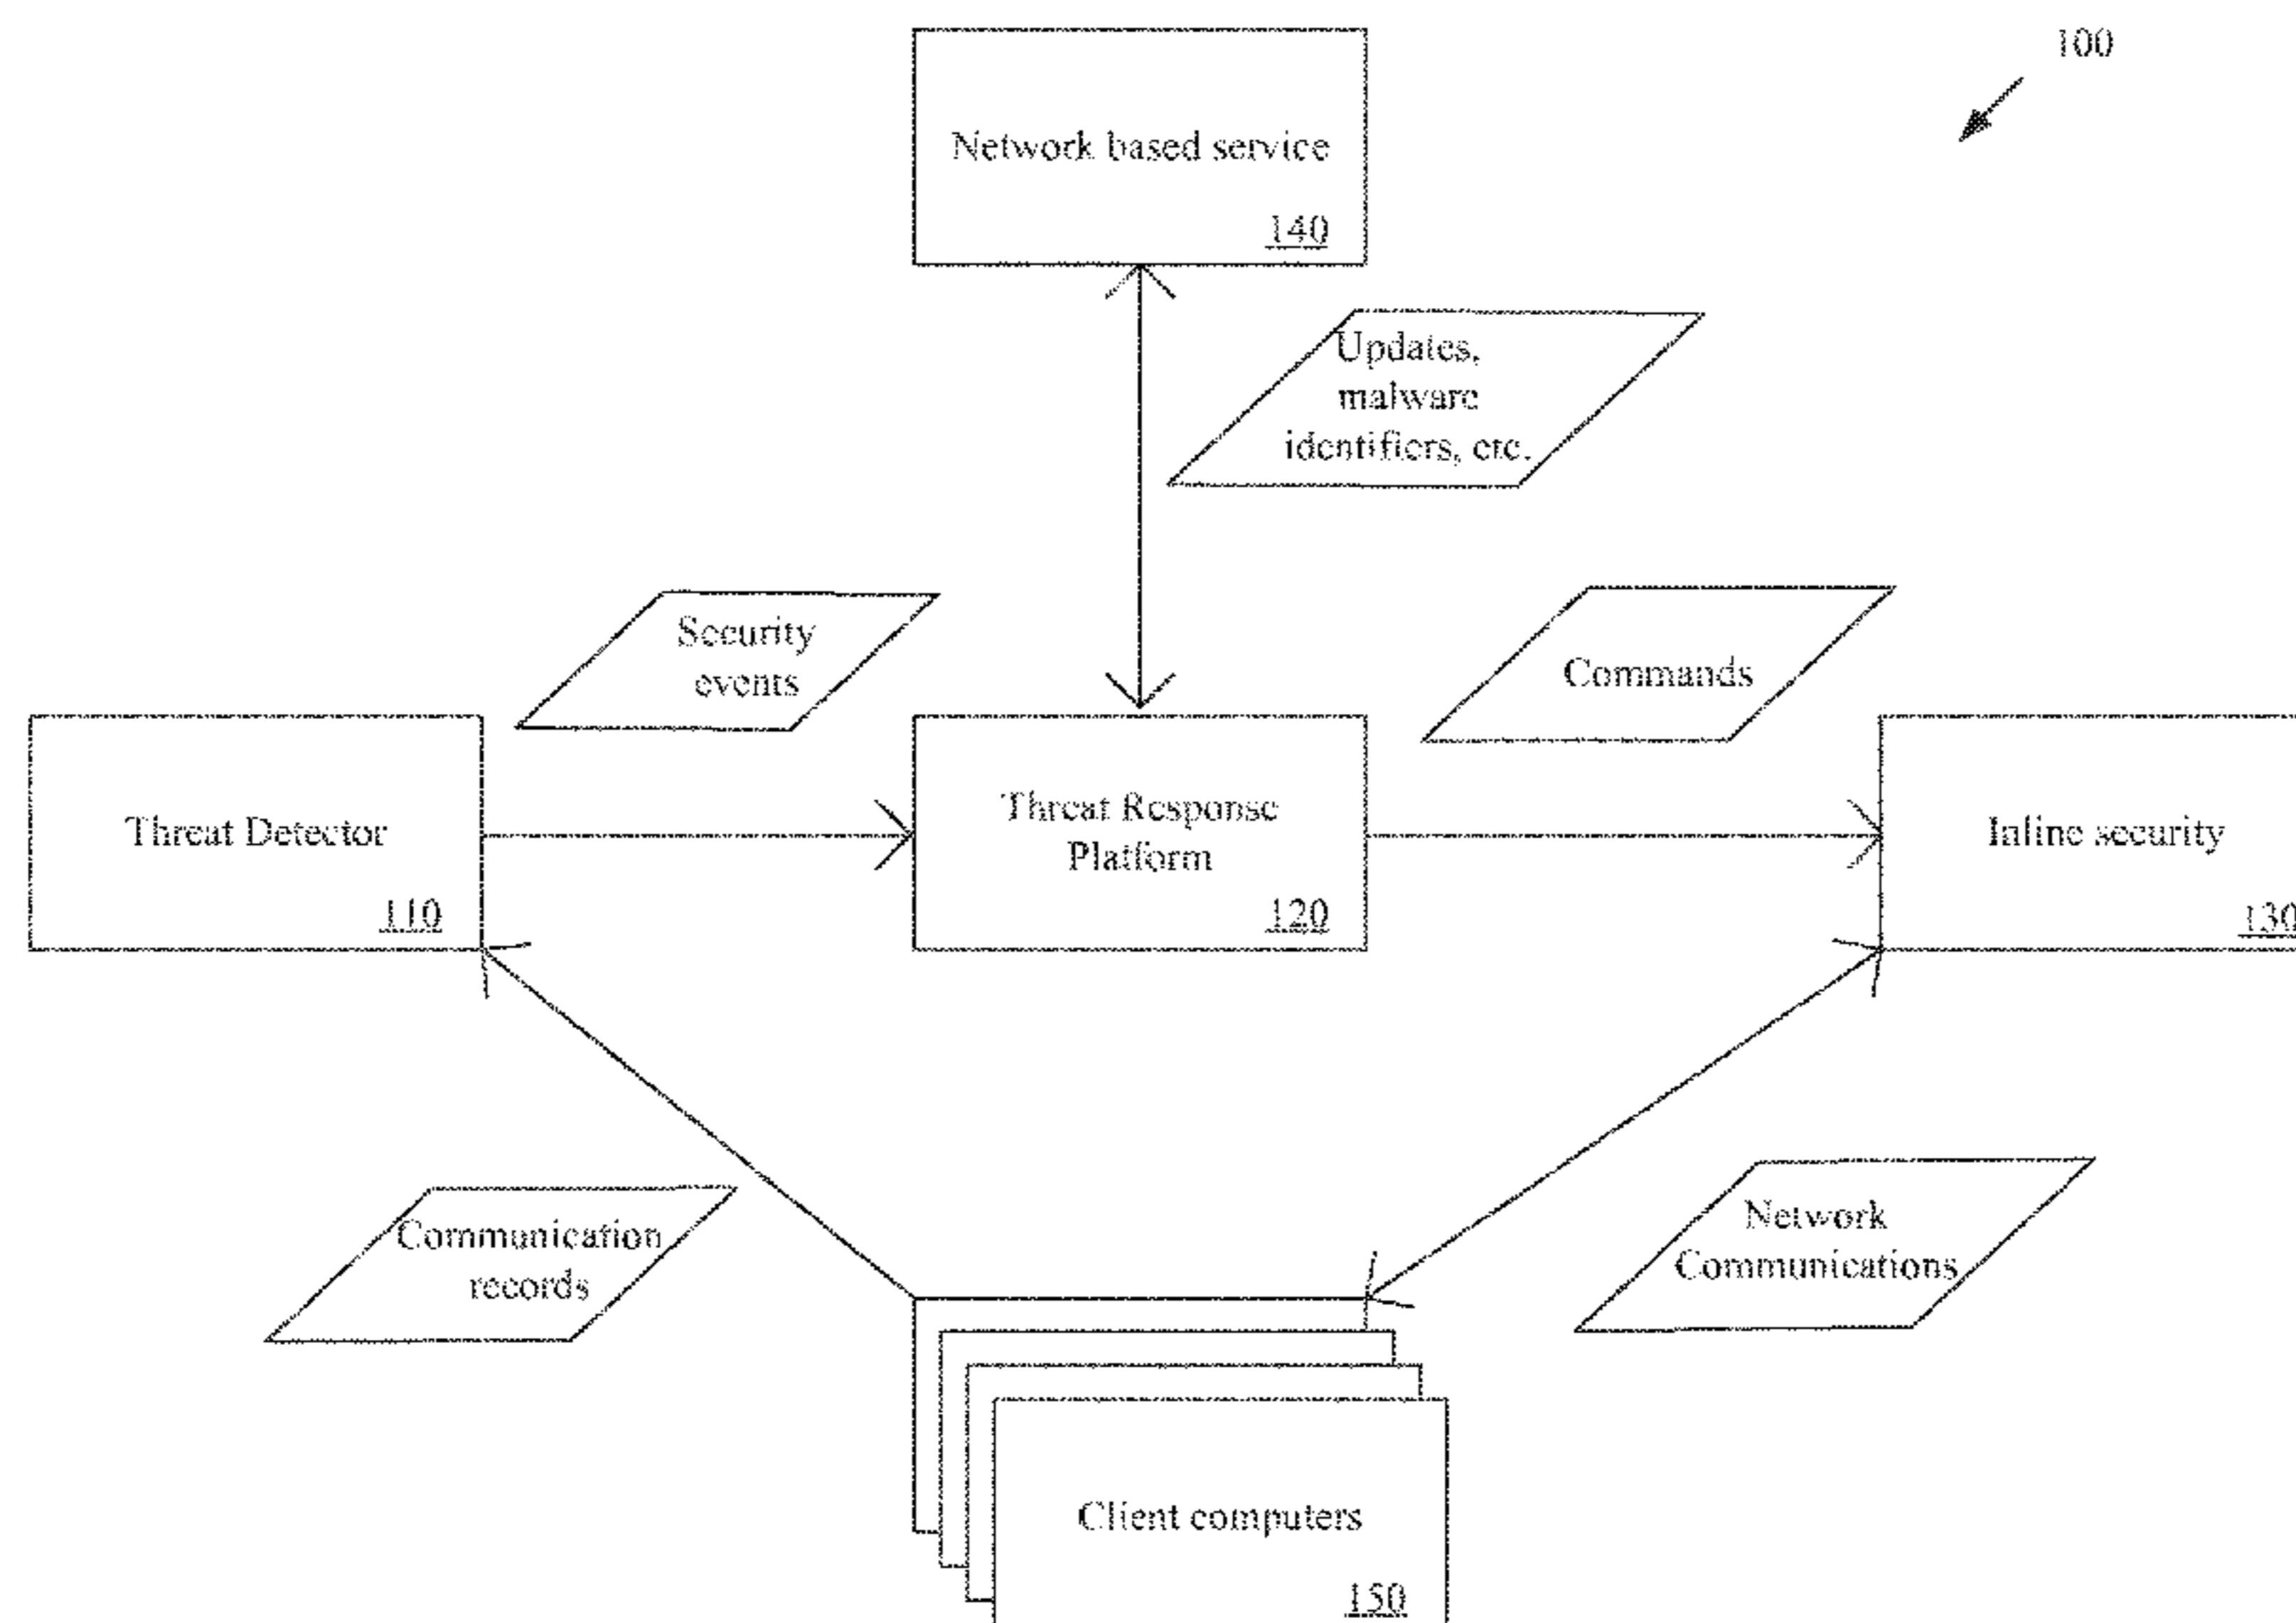 100
Network based service
140
Updates,
malware
identifiers, etc.
Security
events
Commands
Threat Detector
110
Threat Response
Platform
120
Inline security
130
Communication
records
Network
Communications
Client computers
150